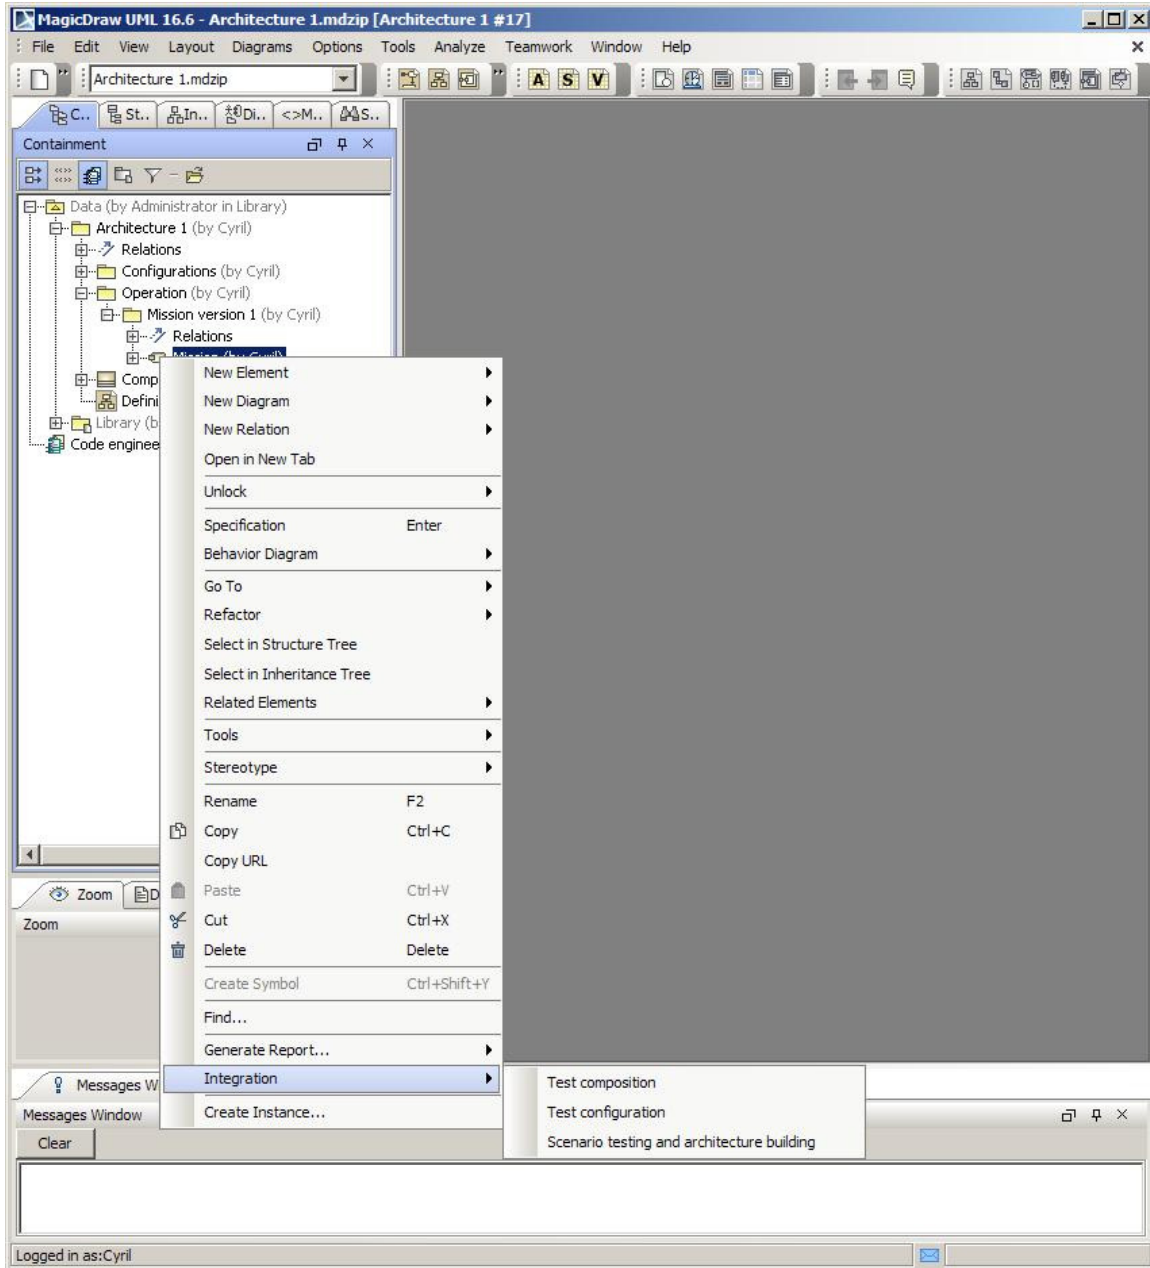 MagicDraw UML 16.6 - Architecture 1.mdzip [Architecture 1 #17]
File Edit View Layout Diagrams Options Tools Analyze Teamwork Window Help
Architecture 1.mdzip A S V
C.. St.. In.. Di.. <>M.. S..
Containment
Data (by Administrator in Library)
Architecture 1 (by Cyril)
Relations
Configurations (by Cyril)
Operation (by Cyril)
Mission version 1 (by Cyril)
Relations
Mission (by Cyril)
Comp
Defini
Library (b
Code enginee
New Element
New Diagram
New Relation
Open in New Tab
Unlock
Specification Enter
Behavior Diagram
Go To
Refactor
Select in Structure Tree
Select in Inheritance Tree
Related Elements
Tools
Stereotype
Rename F2
Copy Ctrl+C
Copy URL
Paste Ctrl+V
Cut Ctrl+X
Delete Delete
Create Symbol Ctrl+Shift+Y
Find...
Generate Report...
Integration
Create Instance...
Test composition
Test configuration
Scenario testing and architecture building
Zoom D
Zoom
Messages W
Messages Window
Clear
Logged in as:Cyril